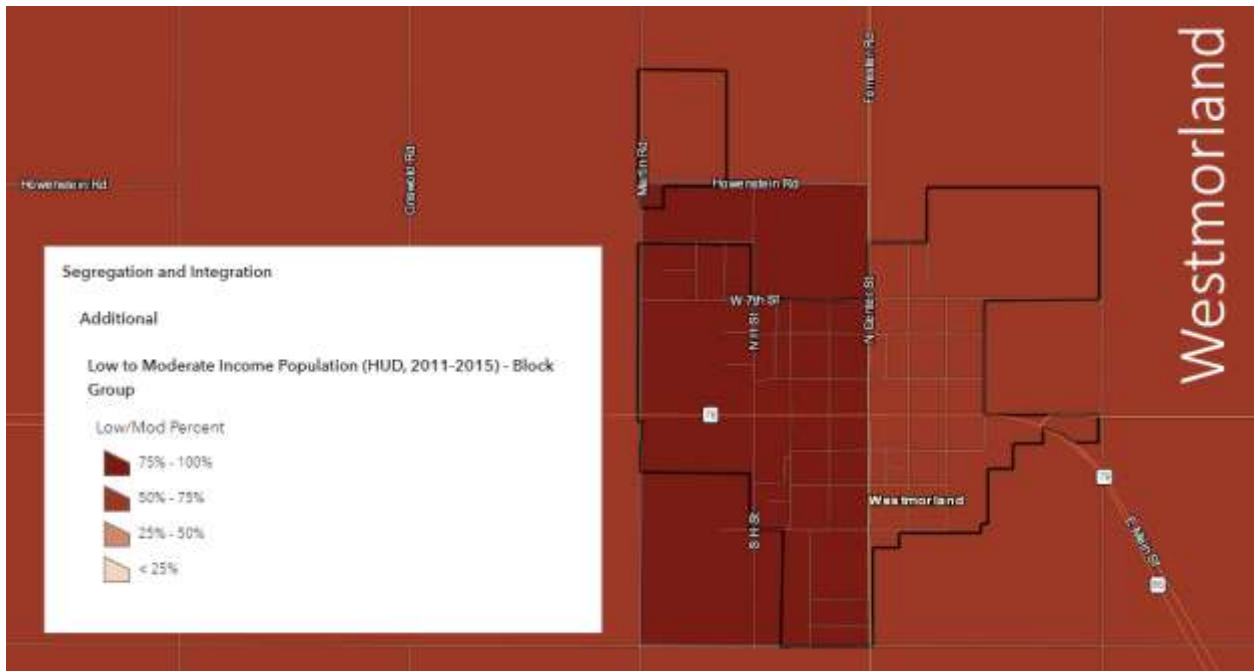 Westmorland
Forrester Rd
Howenstein Rd
Griswold Rd
Martin Rd
Howenstein Rd
Segregation and Integration
Additional
Low to Moderate Income Population (HUD, 2011-2015) - Block
Group
Low/Mod Percent
75% - 100%
50% - 75%
25% - 50%
< 25%
W 7th St
N H St
N Center St
78
Westmorland
S H St
E Main St